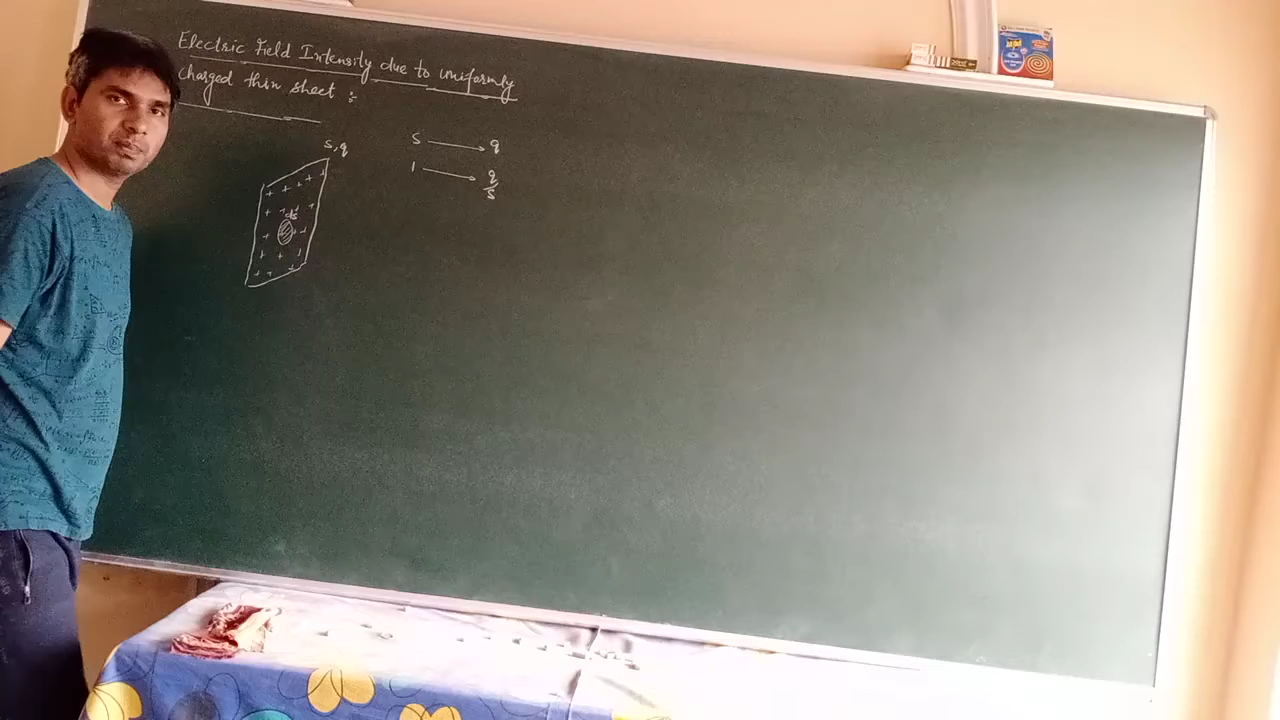 Electric Field Intensity due to uniformly
charged thin sheet :-
s, q
s → q
1 → q/s
ds